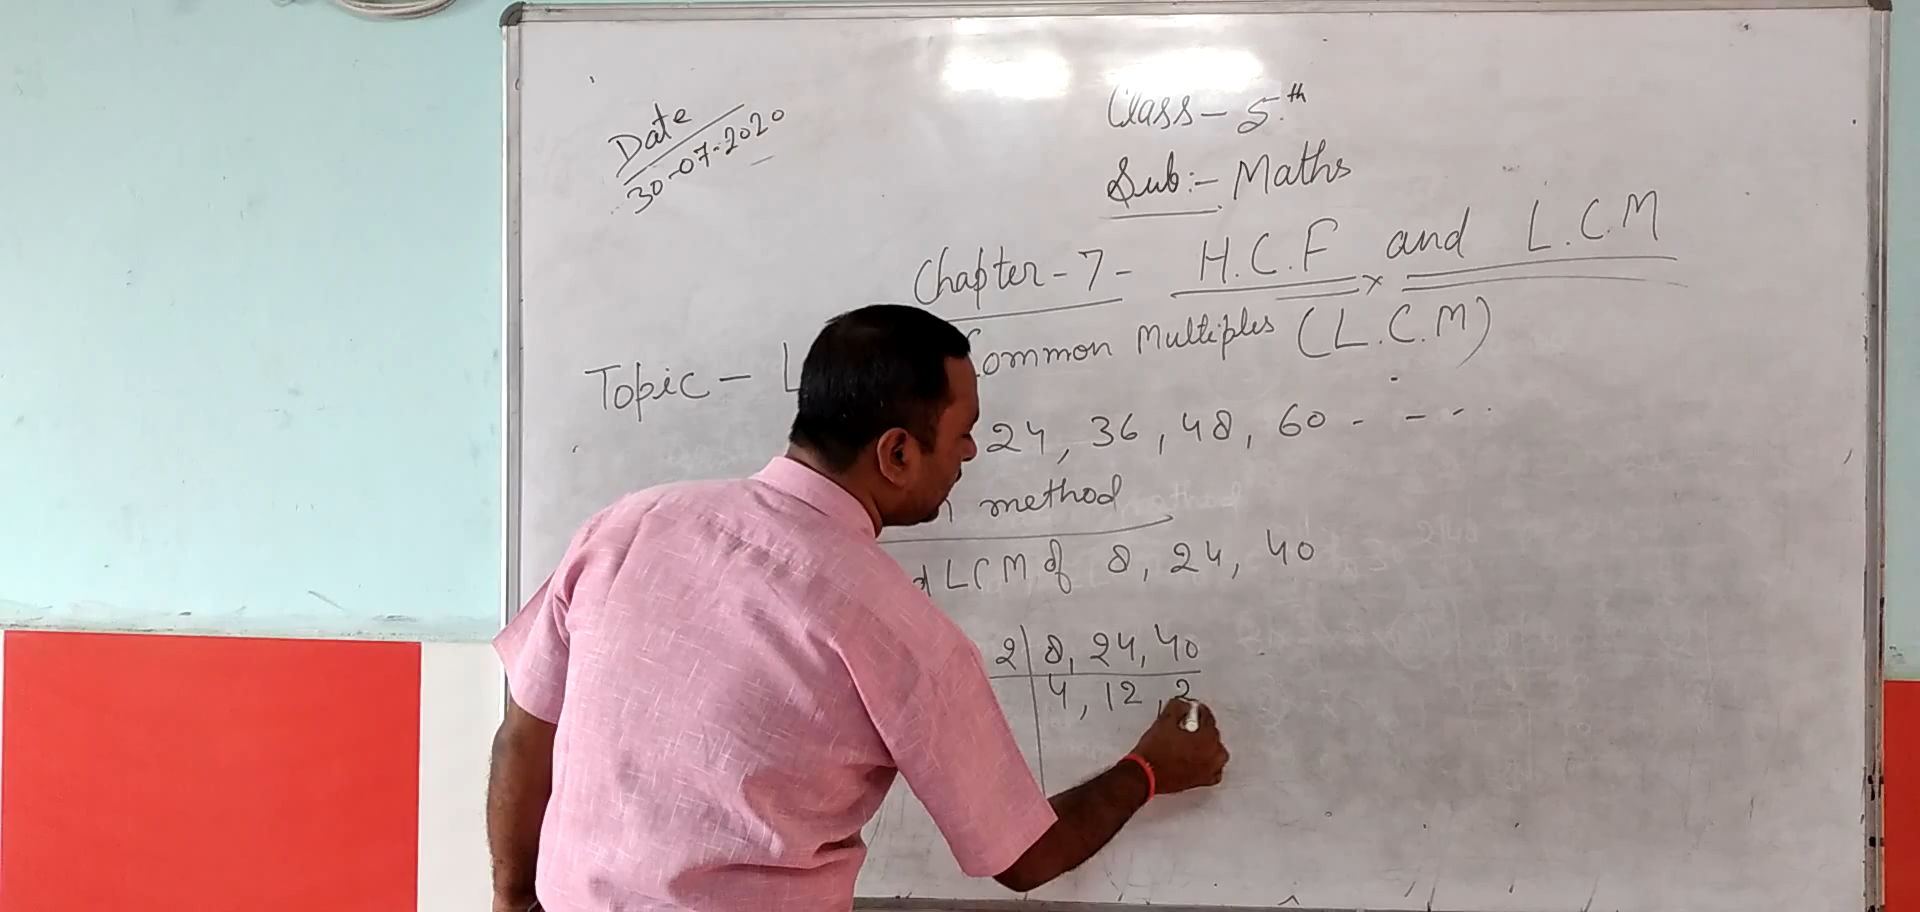 Date
30-07-2020
Class - 5th
Sub:- Maths
Chapter - 7 - H.C.F and L.C.M
Topic - Common Multiples (L.C.M)
24, 36, 48, 60 - - - . .
method
LCM of 8, 24, 40
2 | 8, 24, 40
4, 12, 2